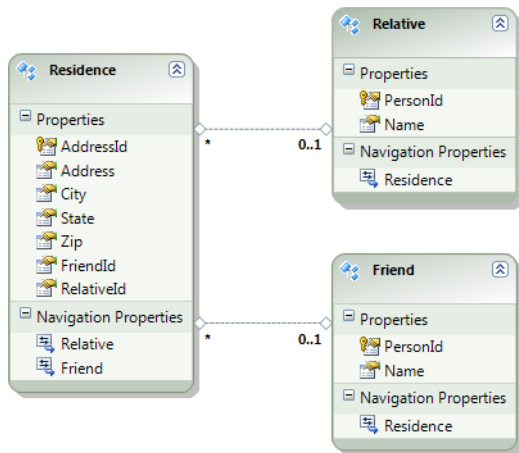 Residence
Properties
AddressId
Address
City
State
Zip
FriendId
RelativeId
Navigation Properties
Relative
Friend
*
0..1
*
0..1
Relative
Properties
PersonId
Name
Navigation Properties
Residence
Friend
Properties
PersonId
Name
Navigation Properties
Residence